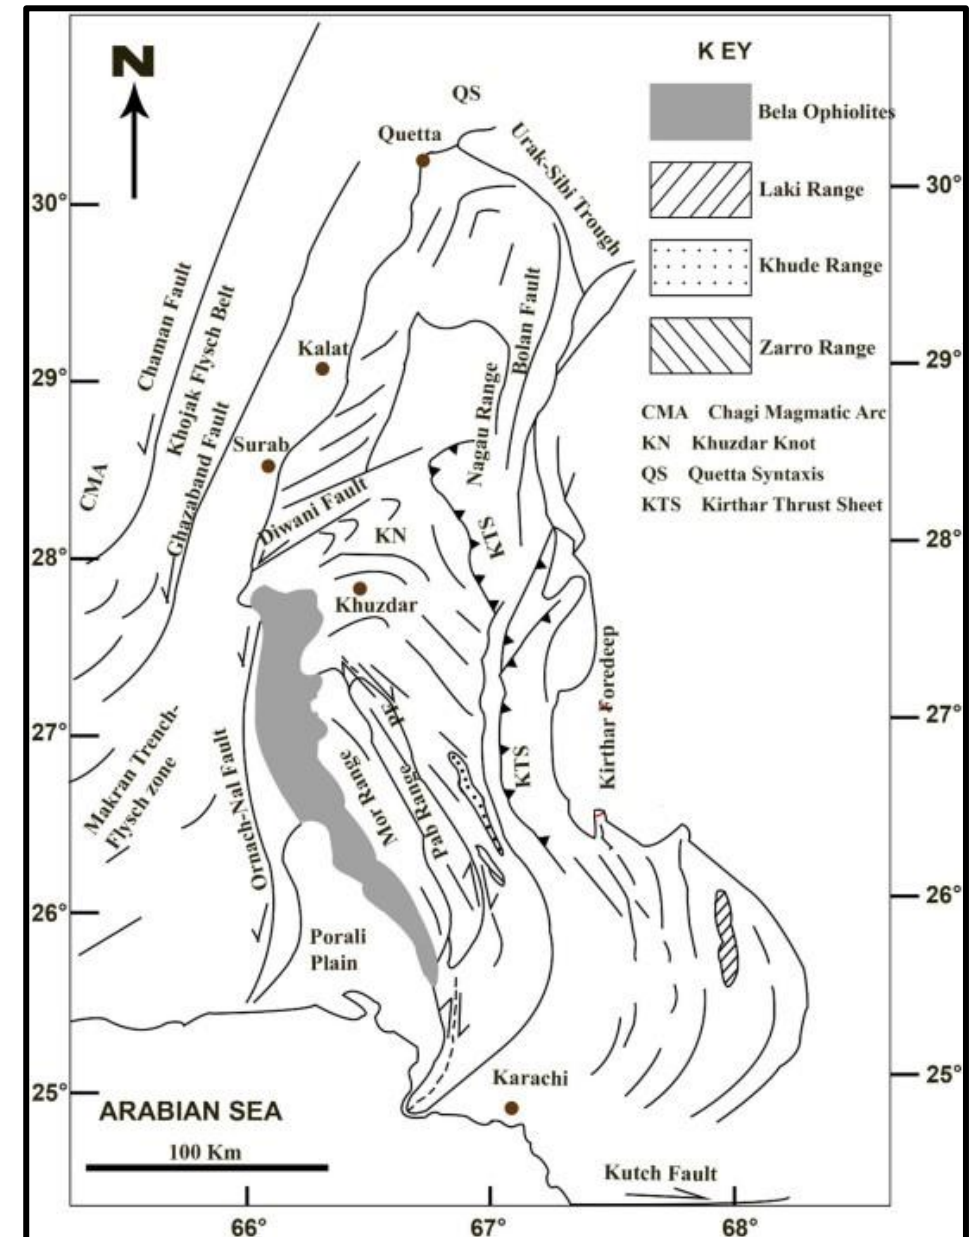 N
KEY
QS
Quetta
Urak-Sibi Trough
Bela Ophiolites
Laki Range
Khude Range
Zarro Range
CMA Chagi Magmatic Arc
KN Khuzdar Knot
QS Quetta Syntaxis
KTS Kirthar Thrust Sheet
30°
30°
Chaman Fault
Khojak Flysch Belt
Ghazaband Fault
Bolan Fault
Kalat
29°
29°
Nagau Range
Surab
CMA
Diwani Fault
KN
KTS
28°
28°
Khuzdar
PF
27°
27°
Kirthar Foredeep
Makran Trench-
Flysch zone
Ornach-Nal Fault
Mor Range
Pab Range
KTS
26°
26°
Porali
Plain
25°
25°
Karachi
ARABIAN SEA
100 Km
Kutch Fault
66°
67°
68°